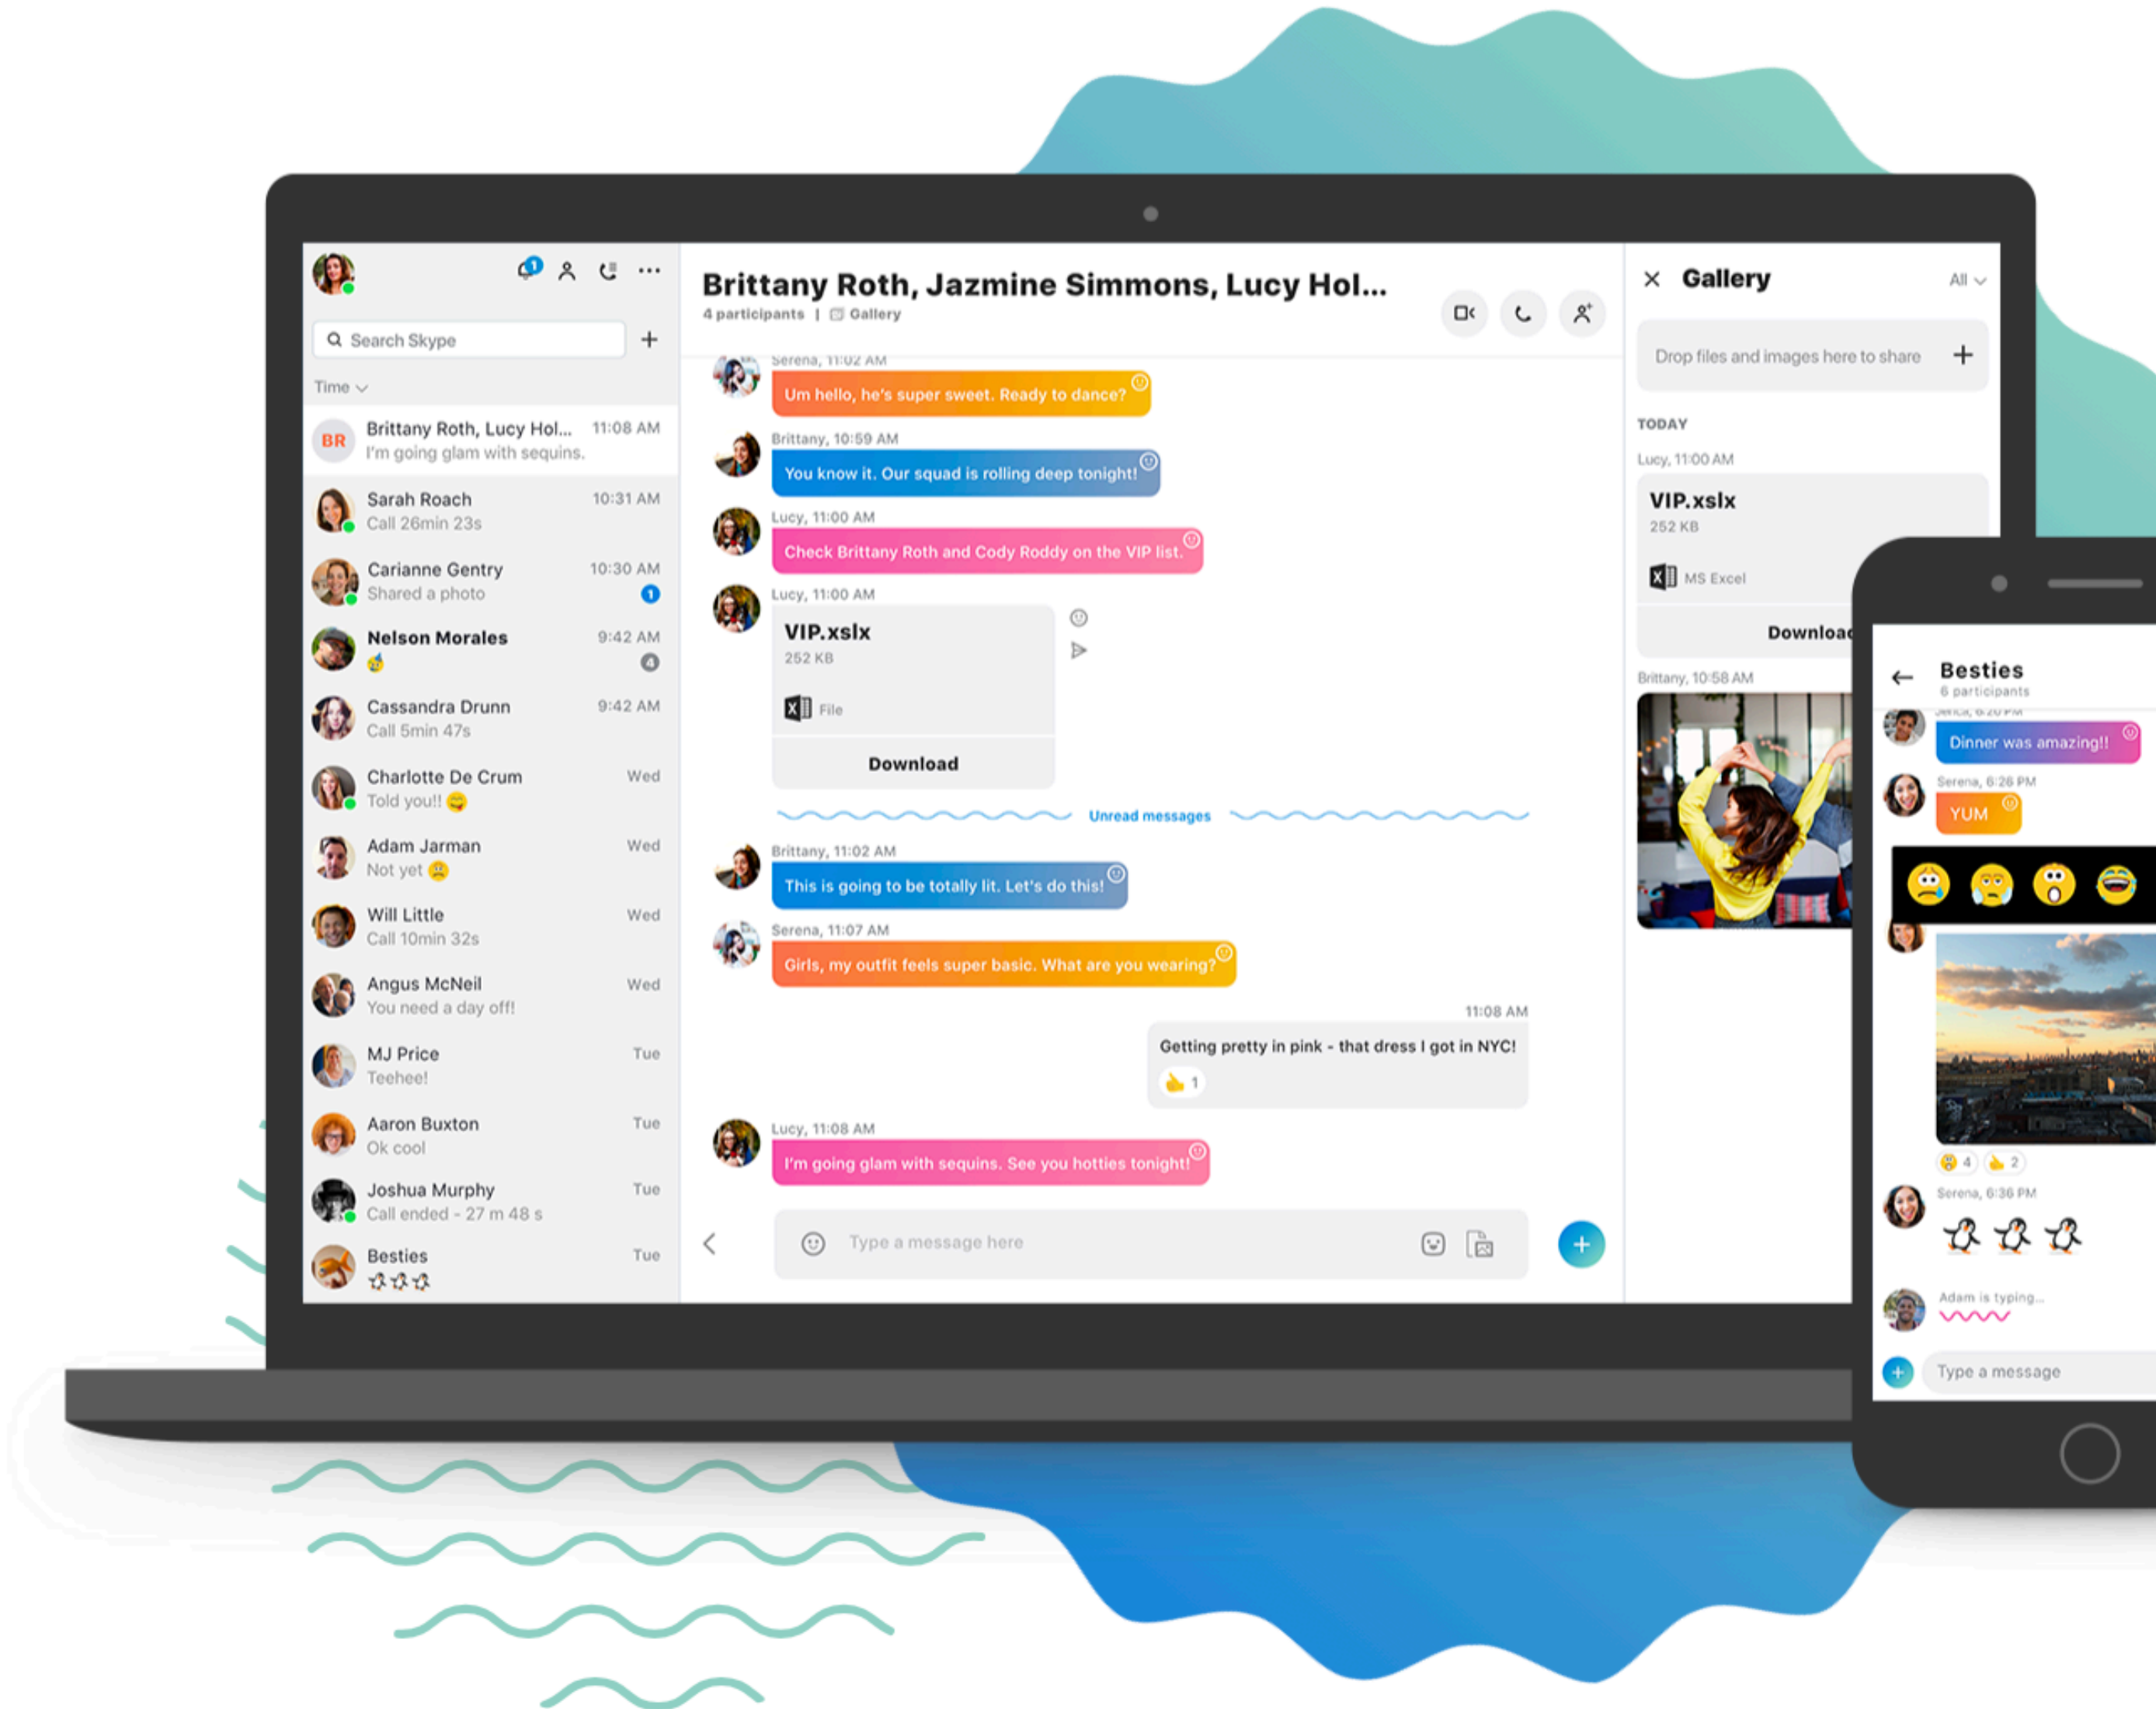 1
Search Skype
Time
BR
Brittany Roth, Lucy Hol... 11:08 AM
I'm going glam with sequins.
Sarah Roach 10:31 AM
Call 26min 23s
Carianne Gentry 10:30 AM
Shared a photo 1
Nelson Morales 9:42 AM
4
Cassandra Drunn 9:42 AM
Call 5min 47s
Charlotte De Crum Wed
Told you!!
Adam Jarman Wed
Not yet
Will Little Wed
Call 10min 32s
Angus McNeil Wed
You need a day off!
MJ Price Tue
Teehee!
Aaron Buxton Tue
Ok cool
Joshua Murphy Tue
Call ended - 27 m 48 s
Besties Tue
Brittany Roth, Jazmine Simmons, Lucy Hol...
4 participants | Gallery
Serena, 11:02 AM
Um hello, he's super sweet. Ready to dance?
Brittany, 10:59 AM
You know it. Our squad is rolling deep tonight!
Lucy, 11:00 AM
Check Brittany Roth and Cody Roddy on the VIP list.
Lucy, 11:00 AM
VIP.xslx
252 KB
File
Download
Unread messages
Brittany, 11:02 AM
This is going to be totally lit. Let's do this!
Serena, 11:07 AM
Girls, my outfit feels super basic. What are you wearing?
11:08 AM
Getting pretty in pink - that dress I got in NYC!
1
Lucy, 11:08 AM
I'm going glam with sequins. See you hotties tonight!
Type a message here
Gallery All
Drop files and images here to share
TODAY
Lucy, 11:00 AM
VIP.xslx
252 KB
MS Excel
Download
Brittany, 10:58 AM
Besties
6 participants
6:20 PM
Dinner was amazing!!
Serena, 6:26 PM
YUM
4 2
Serena, 6:36 PM
Adam is typing...
Type a message